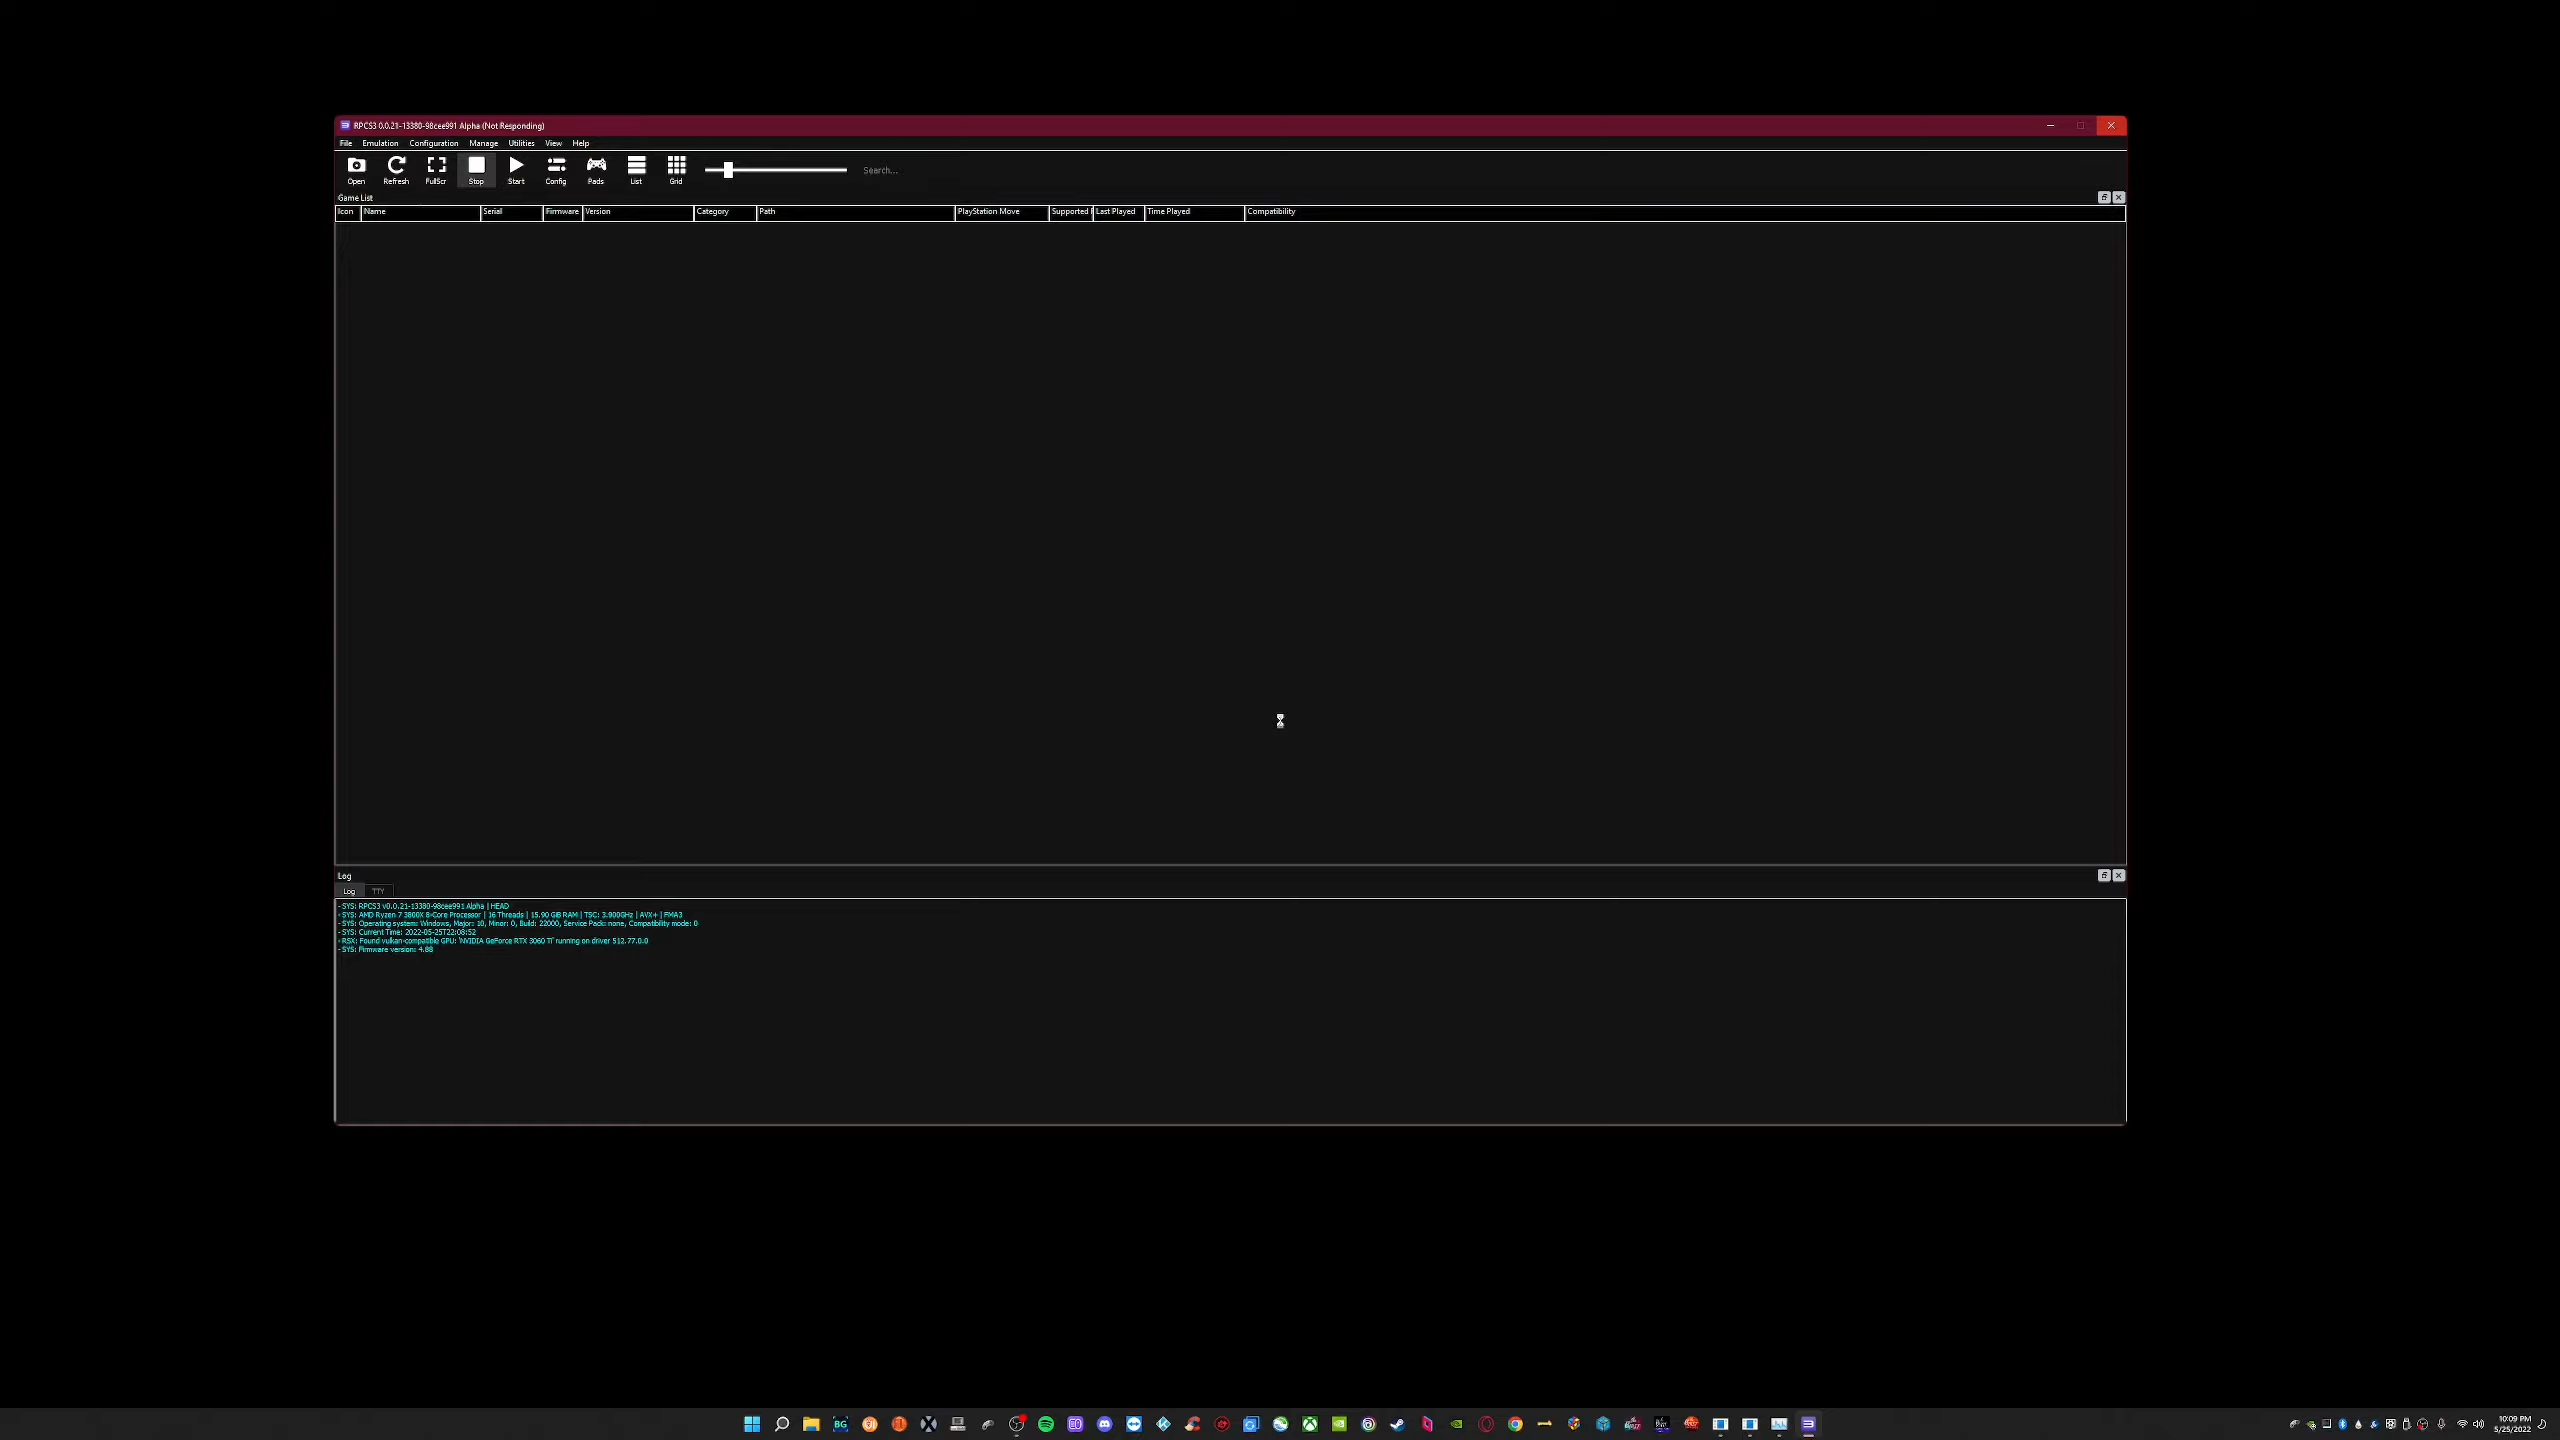 RPCS3 0.0.21-13380-98cee991 Alpha (Not Responding)
File Emulation Configuration Manage Utilities View Help
Open Refresh FullScr Stop Start Config Pads List Grid Search...
Game List
Icon Name Serial Firmware Version Category Path PlayStation Move Supported Last Played Time Played Compatibility
Log
Log TTY
- SYS: RPCS3 v0.0.21-13380-98cee991 Alpha | HEAD
- SYS: AMD Ryzen 7 3800X 8-Core Processor | 16 Threads | 15.90 GiB RAM | TSC: 3.900GHz | AVX+ | FMA3
- SYS: Operating system: Windows, Major: 10, Minor: 0, Build: 22000, Service Pack: none, Compatibility mode: 0
- SYS: Current Time: 2022-05-25T22:08:52
- RSX: Found vulkan-compatible GPU: 'NVIDIA GeForce RTX 3060 Ti' running on driver 512.77.0.0
- SYS: Firmware version: 4.88
BG
10:09 PM
5/25/2022